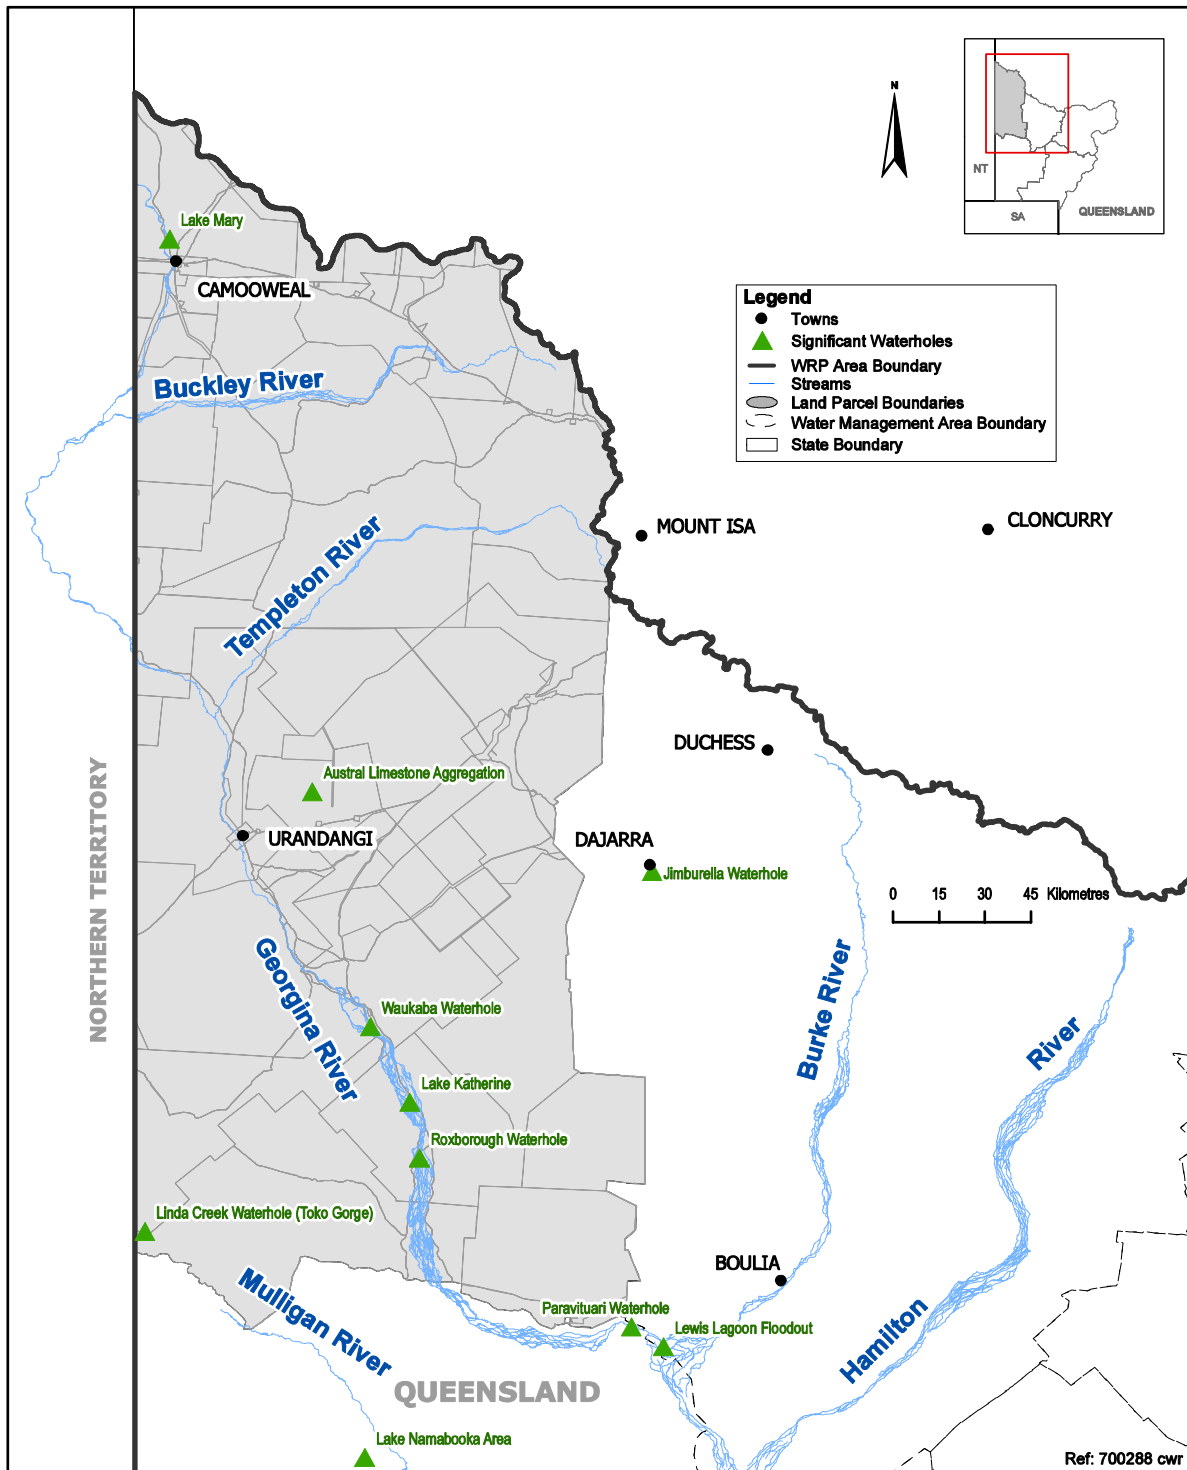 N
NT
SA
QUEENSLAND
Lake Mary
CAMOOWEAL
Legend
Towns
Significant Waterholes
WRP Area Boundary
Streams
Land Parcel Boundaries
Water Management Area Boundary
State Boundary
Buckley River
MOUNT ISA
CLONCURRY
Templeton River
DUCHESS
Austral Limestone Aggregation
URANDANGI
DAJARRA
Jimburella Waterhole
NORTHERN TERRITORY
0 15 30 45 Kilometres
Georgina River
Burke River
Waukaba Waterhole
River
Lake Katherine
Roxborough Waterhole
Linda Creek Waterhole (Toko Gorge)
BOULIA
Mulligan River
Paravituari Waterhole
Lewis Lagoon Floodout
Hamilton
QUEENSLAND
Lake Namabooka Area
Ref: 700288 cwr